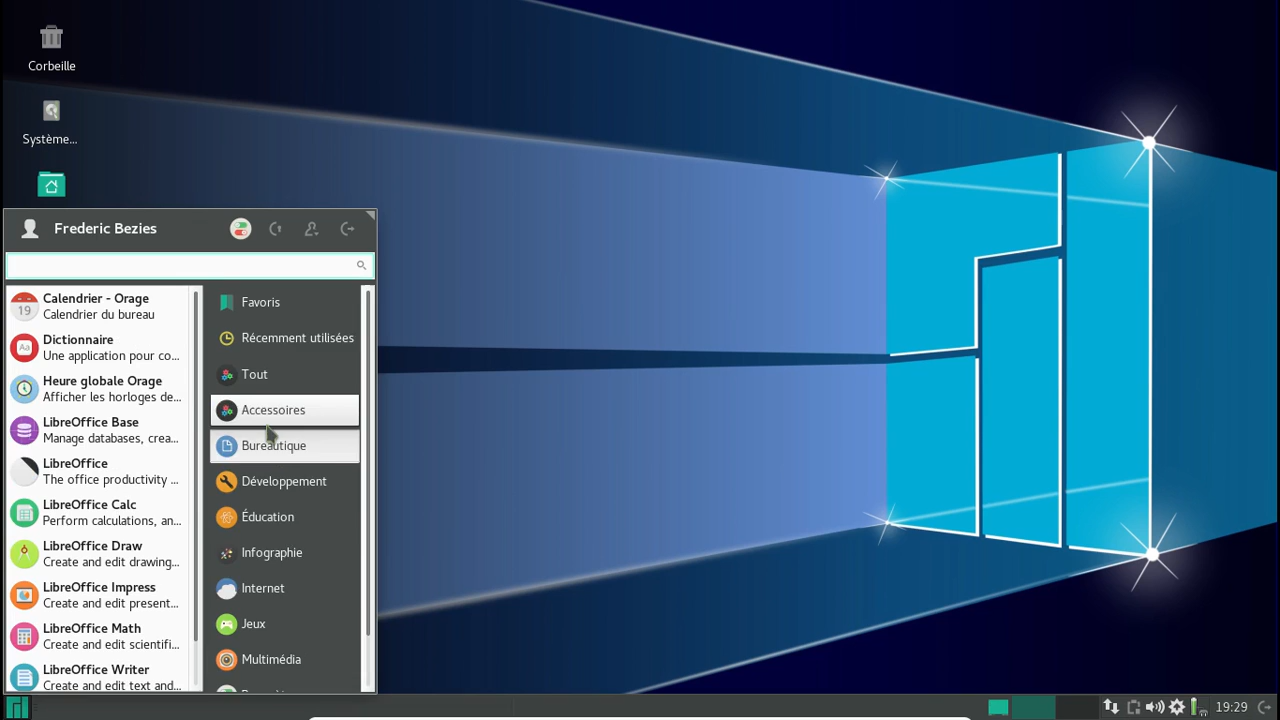 Corbeille
Système...
Frederic Bezies
Calendrier - Orage
Calendrier du bureau
19
Dictionnaire
Une application pour co...
Aa
Heure globale Orage
Afficher les horloges de...
LibreOffice Base
Manage databases, crea...
LibreOffice
The office productivity ...
LibreOffice Calc
Perform calculations, an...
LibreOffice Draw
Create and edit drawing...
LibreOffice Impress
Create and edit present...
LibreOffice Math
Create and edit scientifi...
LibreOffice Writer
Create and edit text and...
Favoris
Récemment utilisées
Tout
Accessoires
Bureautique
Développement
Éducation
Infographie
Internet
Jeux
Multimédia
19:29